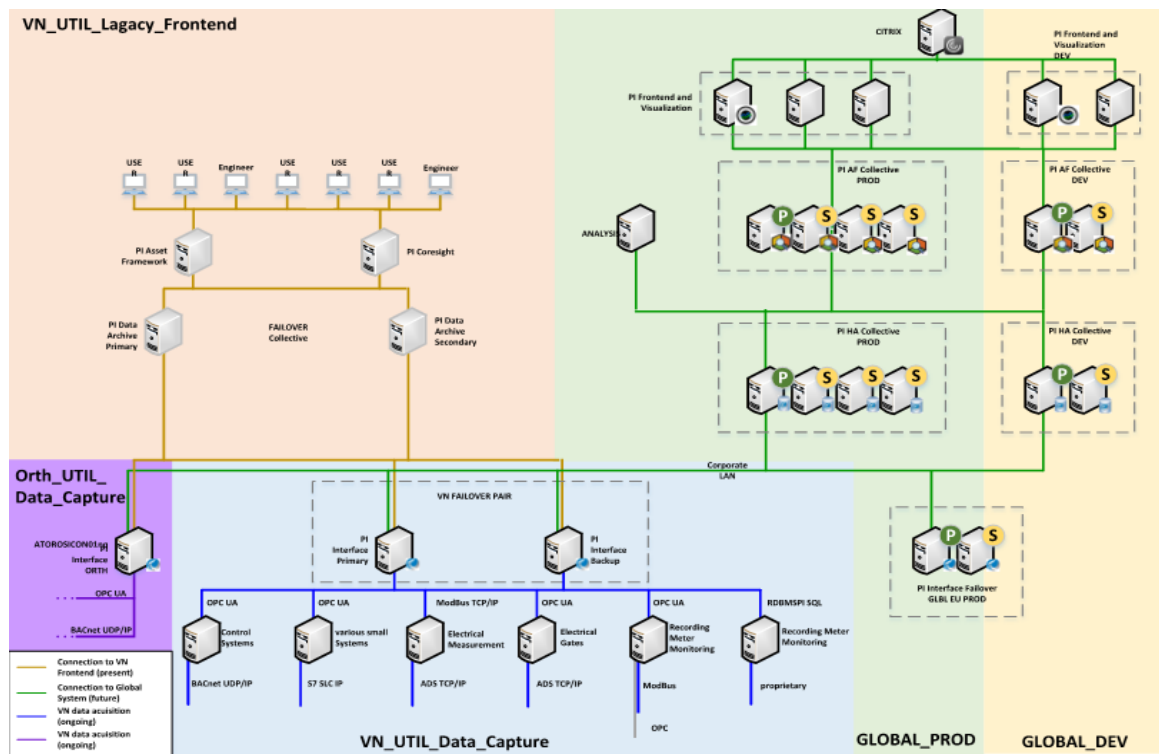 VN_UTIL_Lagacy_Frontend
CITRIX
PI Frontend and
Visualization
DEV
PI Frontend and
Visualization
USE
R
USE
R
Engineer
USE
R
USE
R
USE
R
Engineer
PI AF Collective
PROD
PI AF Collective
DEV
P
S
S
S
P
S
ANALYSIS
PI Asset
Framework
PI Coresight
PI Data
Archive
Primary
FAILOVER
Collective
PI Data
Archive
Secondary
PI HA Collective
PROD
PI HA Collective
DEV
P
S
S
S
P
S
Orth_UTIL_
Data_Capture
Corporate
LAN
VN FAILOVER PAIR
ATOROSICON01
Interface
ORTH
PI
Interface
Primary
PI
Interface
Backup
P
S
PI Interface Failover
GLBL EU PROD
OPC UA
BACnet UDP/IP
OPC UA
OPC UA
ModBus TCP/IP
OPC UA
OPC UA
RDBMSPI SQL
Control
Systems
various small
Systems
Electrical
Measurement
Electrical
Gates
Recording
Meter
Monitoring
Recording Meter
Monitoring
BACnet UDP/IP
S7 SLC IP
ADS TCP/IP
ADS TCP/IP
ModBus
proprietary
OPC
Connection to VN
Frontend (present)
Connection to Global
System (future)
VN data acuisition
(ongoing)
VN data acuisition
(ongoing)
VN_UTIL_Data_Capture
GLOBAL_PROD
GLOBAL_DEV